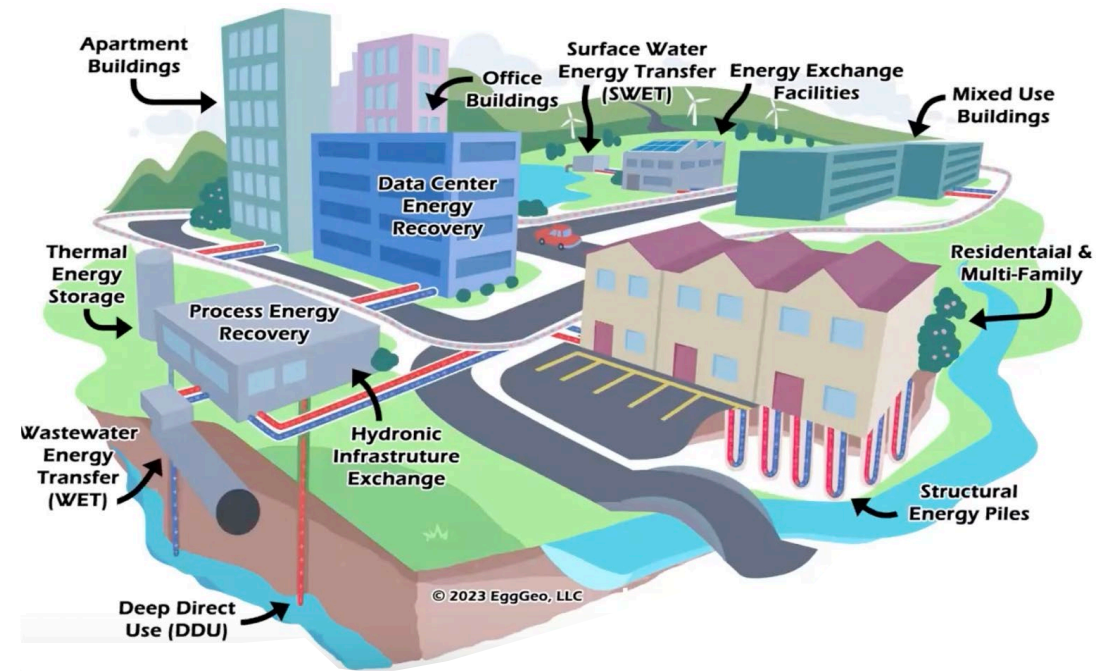 Apartment
Buildings
Office
Buildings
Surface Water
Energy Transfer
(SWET)
Energy Exchange
Facilities
Mixed Use
Buildings
Data Center
Energy
Recovery
Thermal
Energy
Storage
Process Energy
Recovery
Residentaial &
Multi-Family
Wastewater
Energy
Transfer
(WET)
Hydronic
Infrastruture
Exchange
Structural
Energy Piles
Deep Direct
Use (DDU)
© 2023 EggGeo, LLC